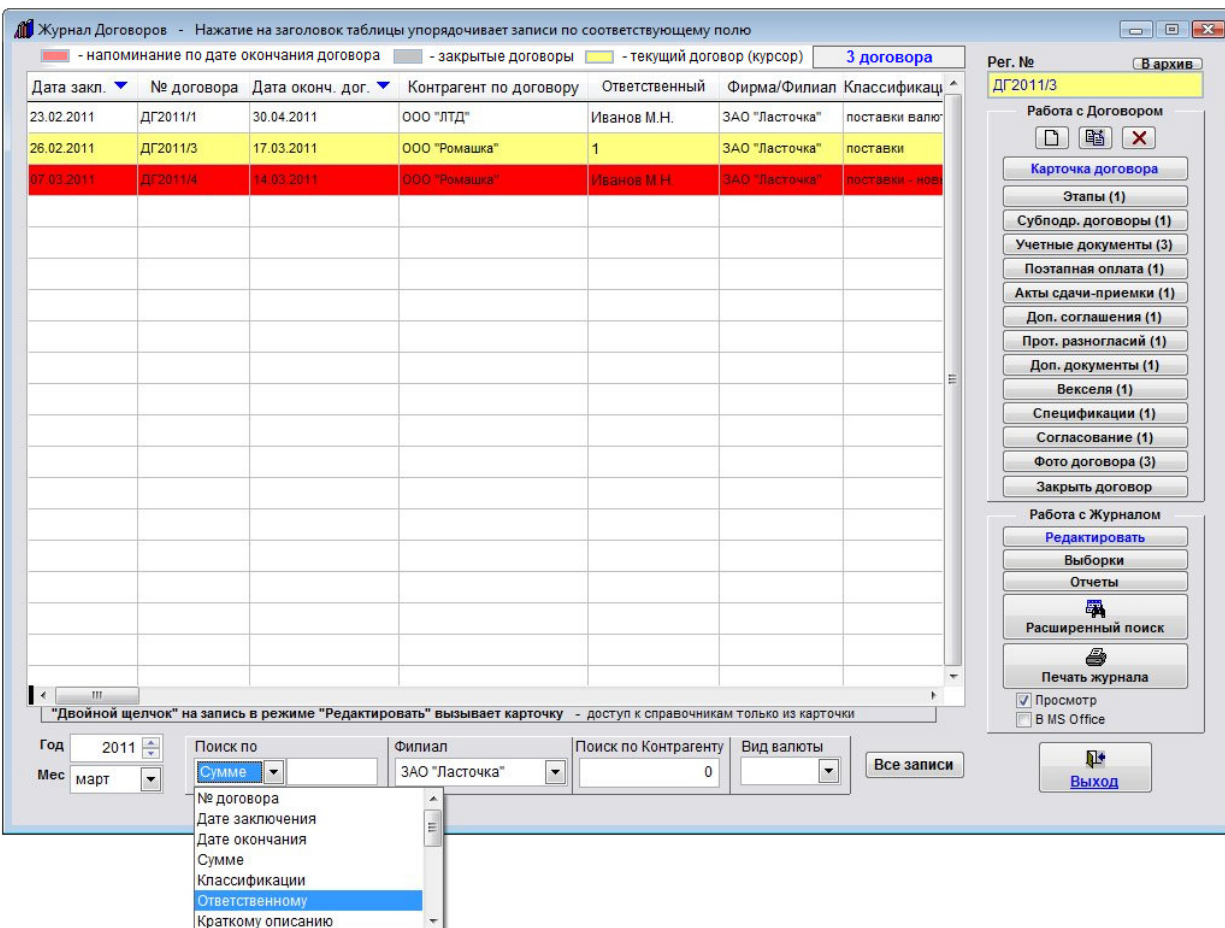 Журнал Договоров - Нажатие на заголовок таблицы упорядочивает записи по соответствующему полю
- напоминание по дате окончания договора - закрытые договоры - текущий договор (курсор) 3 договора
Дата закл. № договора Дата оконч. дог. Контрагент по договору Ответственный Фирма/Филиал Классификац
23.02.2011 ДГ2011/1 30.04.2011 ООО "ЛТД" Иванов М.Н. ЗАО "Ласточка" поставки валют
26.02.2011 ДГ2011/3 17.03.2011 ООО "Ромашка" 1 ЗАО "Ласточка" поставки
07.03.2011 ДГ2011/4 14.03.2011 ООО "Ромашка" Иванов М.Н. ЗАО "Ласточка" поставки - новы
"Двойной щелчок" на запись в режиме "Редактировать" вызывает карточку - доступ к справочникам только из карточки
Год 2011
Мес март
Поиск по
Сумме
Филиал
ЗАО "Ласточка"
Поиск по Контрагенту
0
Вид валюты
Все записи
№ договора
Дате заключения
Дате окончания
Сумме
Классификации
Ответственному
Краткому описанию
Рег. № В архив
ДГ2011/3
Работа с Договором
Карточка договора
Этапы (1)
Субподр. договоры (1)
Учетные документы (3)
Поэтапная оплата (1)
Акты сдачи-приемки (1)
Доп. соглашения (1)
Прот. разногласий (1)
Доп. документы (1)
Векселя (1)
Спецификации (1)
Согласование (1)
Фото договора (3)
Закрыть договор
Работа с Журналом
Редактировать
Выборки
Отчеты
Расширенный поиск
Печать журнала
Просмотр
В MS Office
Выход